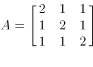 A = [2 1 1
1 2 1
1 1 2]